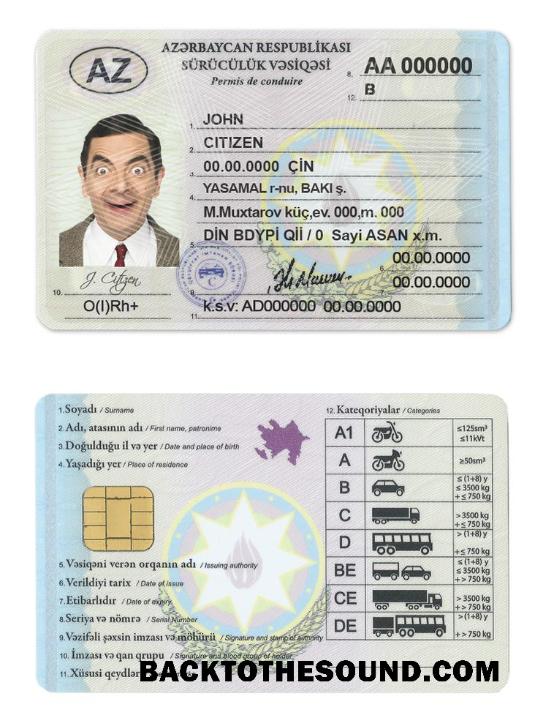 AZ
AZƏRBAYCAN RESPUBLİKASI
SÜRÜCÜLÜK VƏSİQƏSİ
Permis de conduire
8. AA 000000
12. B
1. JOHN
2. CITIZEN
3. 00.00.0000 ÇİN
4. YASAMAL r-nu, BAKI ş.
M.Muxtarov küç,ev. 000,m. 000
5. DİN BDYPİ Qİİ / 0 Sayi ASAN x.m.
6. 00.00.0000
7. 00.00.0000
J. Citizen
10. O(I)Rh+
9.
11. k.s.v: AD000000 00.00.0000
1.Soyadı / Surname
2. Adı, atasının adı / First name, patronime
3.Doğulduğu il və yer / Date and place of birth
4.Yaşadığı yer / Place of residence
5.Vəsiqəni verən orqanın adı / Issuing authority
6.Verildiyi tarix / Date of issue
7.Etibarlıdır / Date of expiry
8.Seriya və nömrə / Serial Number
9.Vəzifəli şəxsin imzası və möhürü / Signature and stamp of authority
10. İmzası və qan qrupu / Signature and blood group of holder
11.Xüsusi qeydlər
12. Kateqoriyalar / Categories
A1 ≤125sm³ ≤11kVt
A ≥50sm³
B ≤ (1+8) y ≤ 3500 kg +≤ 750 kg
C > 3500 kg +≤ 750 kg
D > (1+8) y +≤ 750 kg
BE ≤ (1+8) y ≤ 3500 kg +> 750 kg
CE > 3500 kg +> 750 kg
DE > (1+8) y +> 750 kg
BACKTOTHESOUND.COM